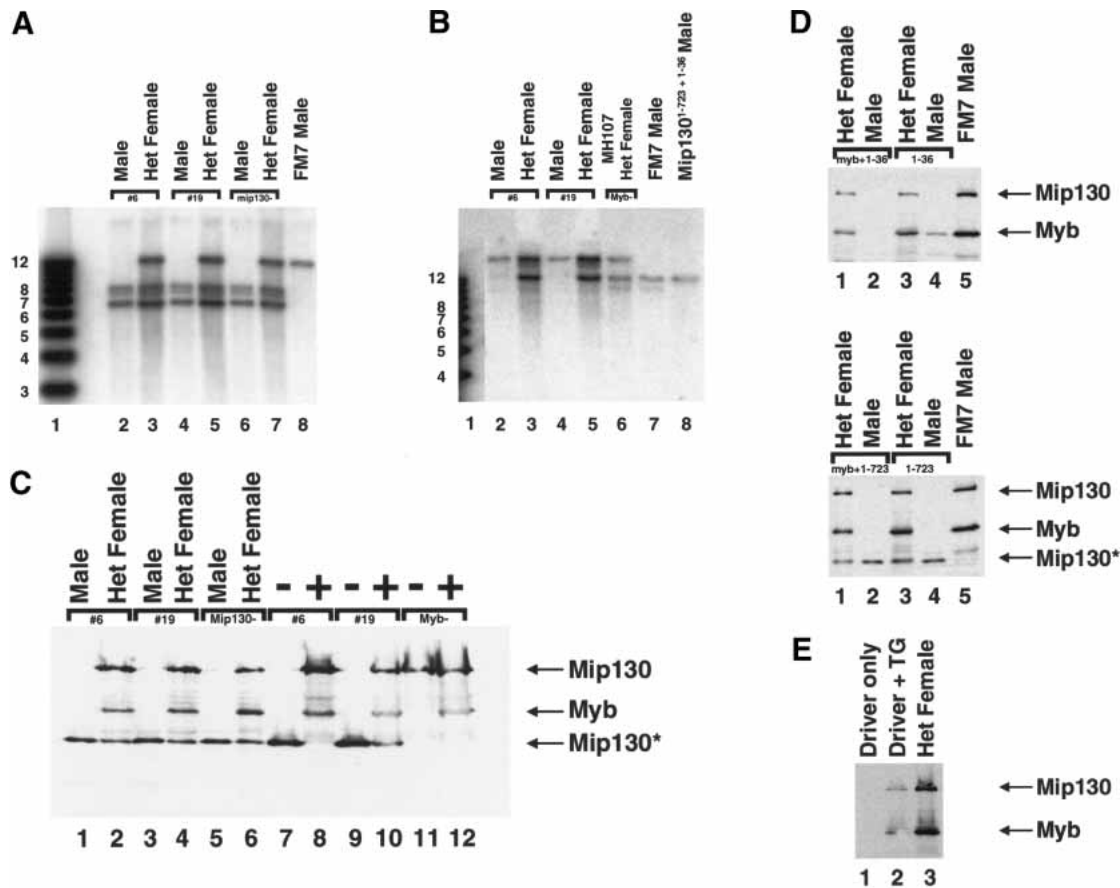 A
Male
Het Female
Male
Het Female
Male
Het Female
FM7 Male
#6
#19
mip130-
12
8
7
6
5
4
3
1 2 3 4 5 6 7 8
B
Male
Het Female
Male
Het Female
MH107
Het Female
FM7 Male
Mip130 1-723 + 1-36 Male
#6
#19
Myb-
12
8
7
6
5
4
1 2 3 4 5 6 7 8
C
Male
Het Female
Male
Het Female
Male
Het Female
- + - + - +
#6
#19
Mip130-
#6
#19
Myb-
Mip130
Myb
Mip130*
1 2 3 4 5 6 7 8 9 10 11 12
D
Het Female
Male
Het Female
Male
FM7 Male
myb+1-36
1-36
Mip130
Myb
1 2 3 4 5
Het Female
Male
Het Female
Male
FM7 Male
myb+1-723
1-723
Mip130
Myb
Mip130*
1 2 3 4 5
E
Driver only
Driver + TG
Het Female
Mip130
Myb
1 2 3